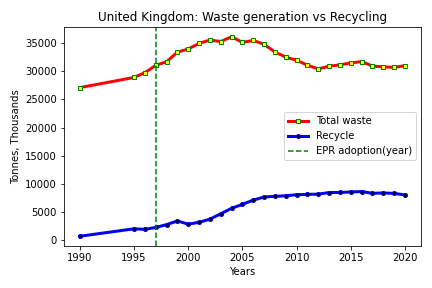 United Kingdom: Waste generation vs Recycling
Tonnes, Thousands
35000
30000
25000
20000
15000
10000
5000
0
Total waste
Recycle
EPR adoption(year)
1990 1995 2000 2005 2010 2015 2020
Years